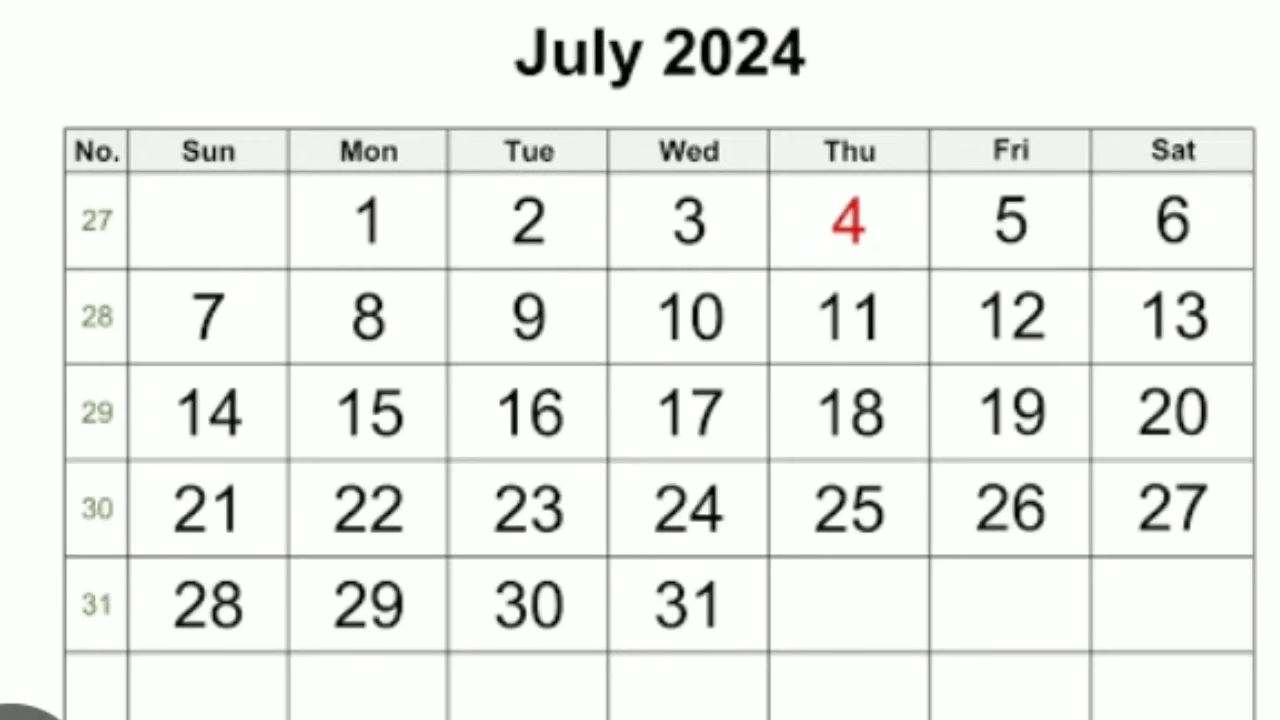 July 2024
No. Sun Mon Tue Wed Thu Fri Sat
27 1 2 3 4 5 6
28 7 8 9 10 11 12 13
29 14 15 16 17 18 19 20
30 21 22 23 24 25 26 27
31 28 29 30 31